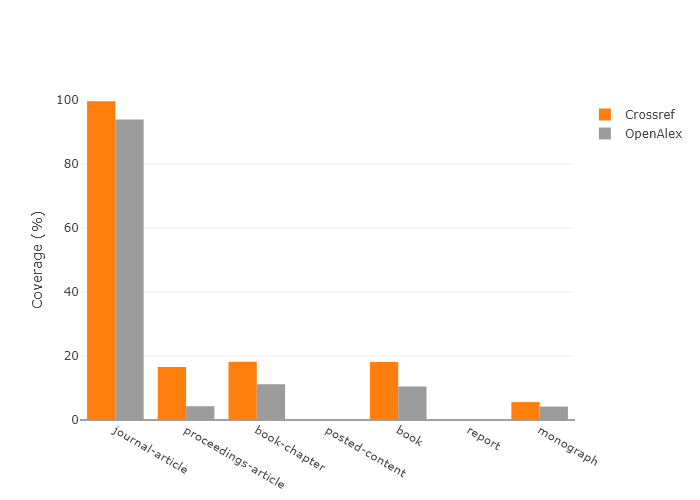 100
80
60
40
20
0
Coverage (%)
Crossref
OpenAlex
journal-article
proceedings-article
book-chapter
posted-content
book
report
monograph